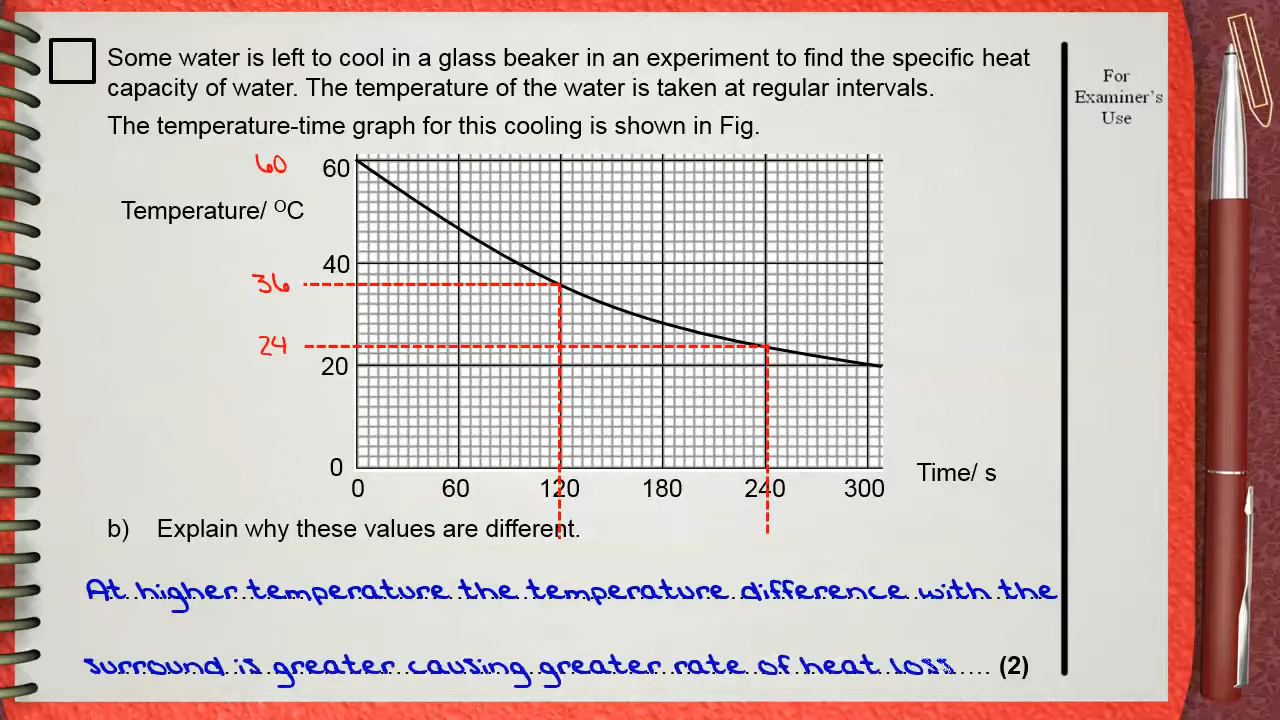 Some water is left to cool in a glass beaker in an experiment to find the specific heat
capacity of water. The temperature of the water is taken at regular intervals.
The temperature-time graph for this cooling is shown in Fig.
For
Examiner's
Use
60
60
Temperature/ ᴼC
40
36
24
20
0
Time/ s
0 60 120 180 240 300
b) Explain why these values are different.
At higher temperature the temperature difference with the
surround is greater causing greater rate of heat loss.... (2)